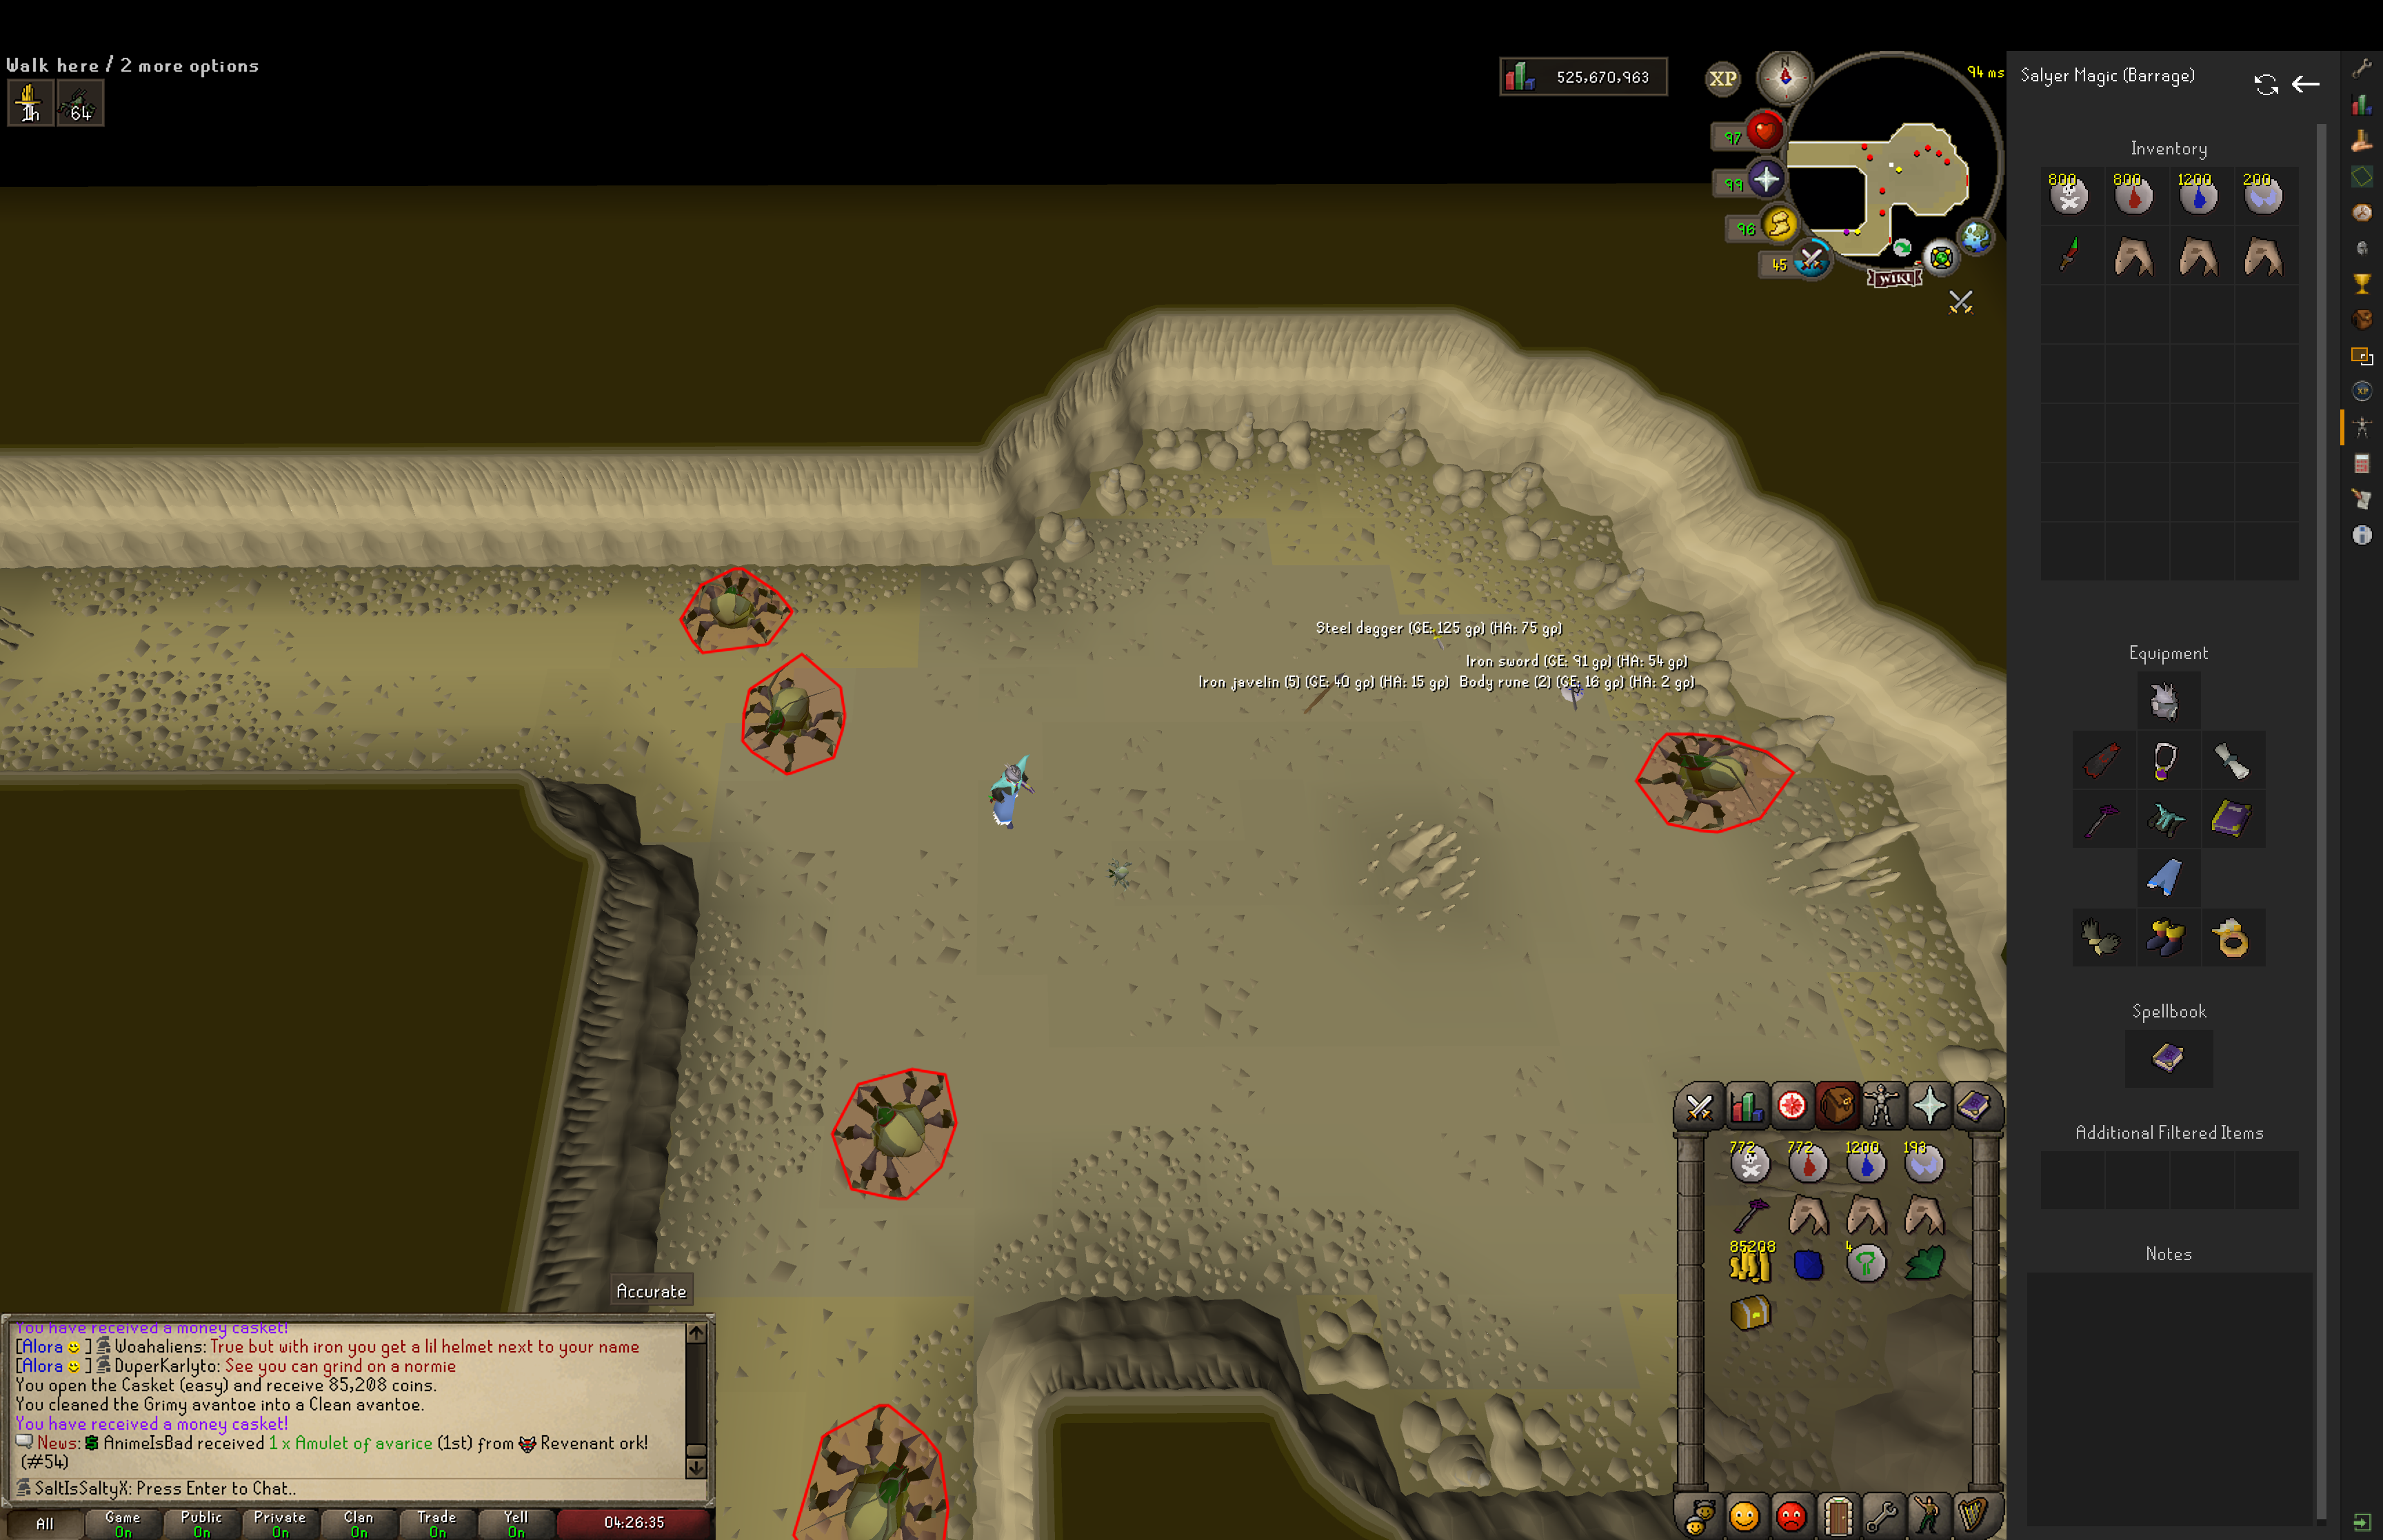 Walk here / 2 more options
1h
64
525,670,963
XP
N
94 ms
97
99
96
45
WIKI
Salyer Magic (Barrage)
Inventory
800 800 1200 200
Steel dagger (GE: 125 gp) (HA: 75 gp)
Iron sword (GE: 91 gp) (HA: 54 gp)
Iron javelin (5) (GE: 40 gp) (HA: 15 gp) Body rune (2) (GE: 16 gp) (HA: 2 gp)
Equipment
Spellbook
Additional Filtered Items
Notes
772 772 1200 193
85208 4
Accurate
You have received a money casket!
[Alora ] Woahaliens: True but with iron you get a lil helmet next to your name
[Alora ] DuperKarlyto: See you can grind on a normie
You open the Casket (easy) and receive 85,208 coins.
You cleaned the Grimy avantoe into a Clean avantoe.
You have received a money casket!
News: AnimeIsBad received 1 x Amulet of avarice (1st) from Revenant ork!
(#54)
SaltIsSaltyX: Press Enter to Chat..
All
Game On
Public On
Private On
Clan On
Trade On
Yell On
04:26:35